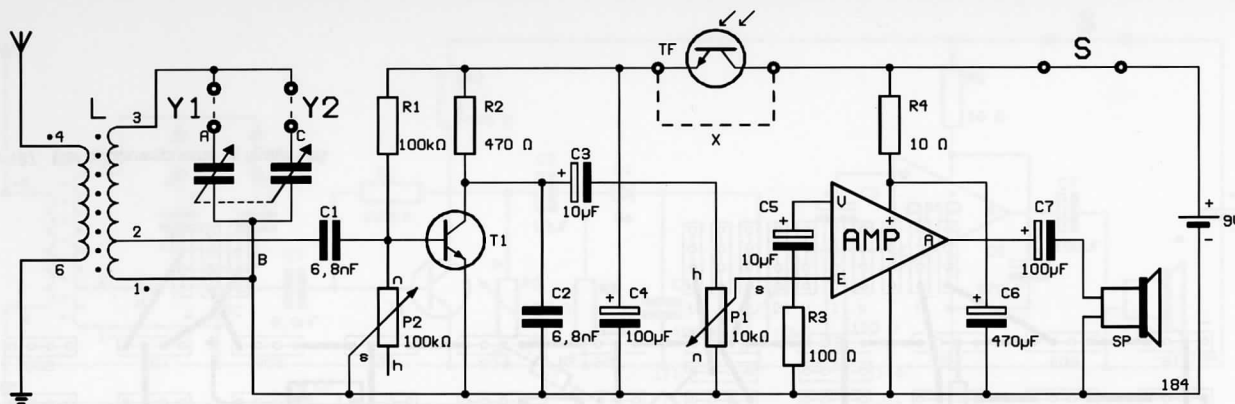 TF
S
L
3
Y1
Y2
•4
A
C
R1
100kΩ
R2
470 Ω
X
R4
10 Ω
C3
+
10µF
C1
6,8nF
2
T1
C5
+
10µF
V
+
AMP
A
-
E
C7
+
100µF
+
9V
-
6
1•
B
n
P2
100kΩ
s
h
C2
6,8nF
C4
+
100µF
h
s
P1
10kΩ
n
R3
100 Ω
C6
+
470µF
SP
184